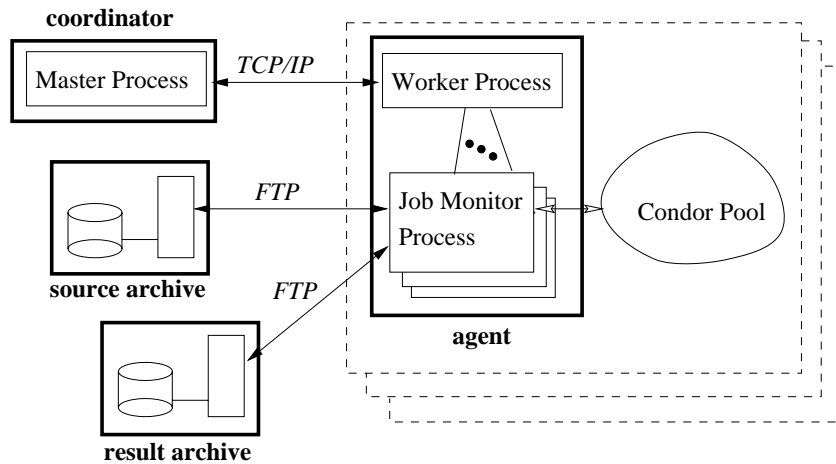 coordinator
Master Process
TCP/IP
Worker Process
FTP
Job Monitor
Process
Condor Pool
source archive
FTP
agent
result archive